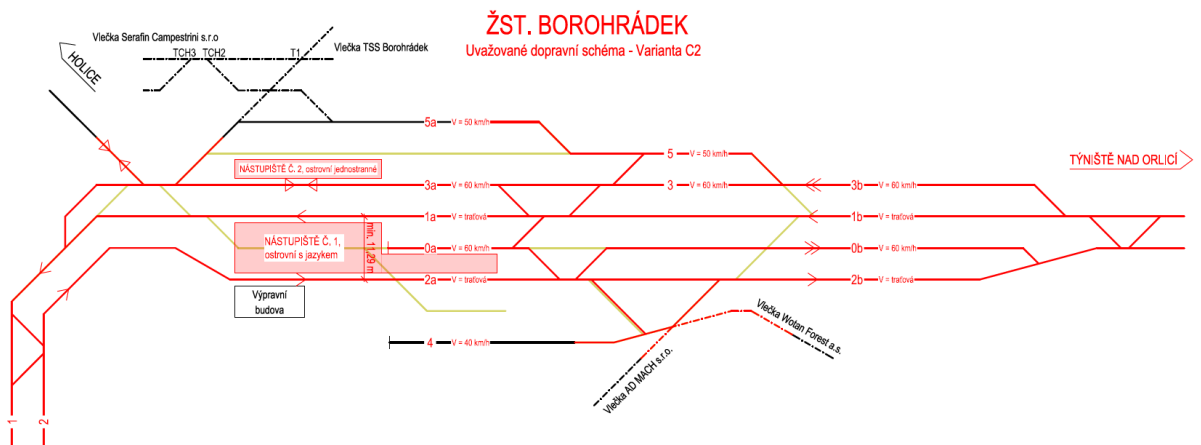 ŽST. BOROHRÁDEK
Uvažované dopravní schéma - Varianta C2
Vlečka Serafin Campestrini s.r.o
Vlečka TSS Borohrádek
HOLICE
TCH3 TCH2 T1
5a V = 50 km/h
5 V = 50 km/h
TÝNIŠTĚ NAD ORLICÍ
NÁSTUPIŠTĚ Č. 2, ostrovní jednostranné
3a V = 60 km/h
3 V = 60 km/h
3b V = 60 km/h
1a V = traťová
1b V = traťová
NÁSTUPIŠTĚ Č. 1,
ostrovní s jazykem
min. 11,29 m
0a V = 60 km/h
0b V = 60 km/h
2a V = traťová
2b V = traťová
Výpravní
budova
4 V = 40 km/h
Vlečka Wotan Forest a.s.
Vlečka AD MACH s.r.o.
1 2